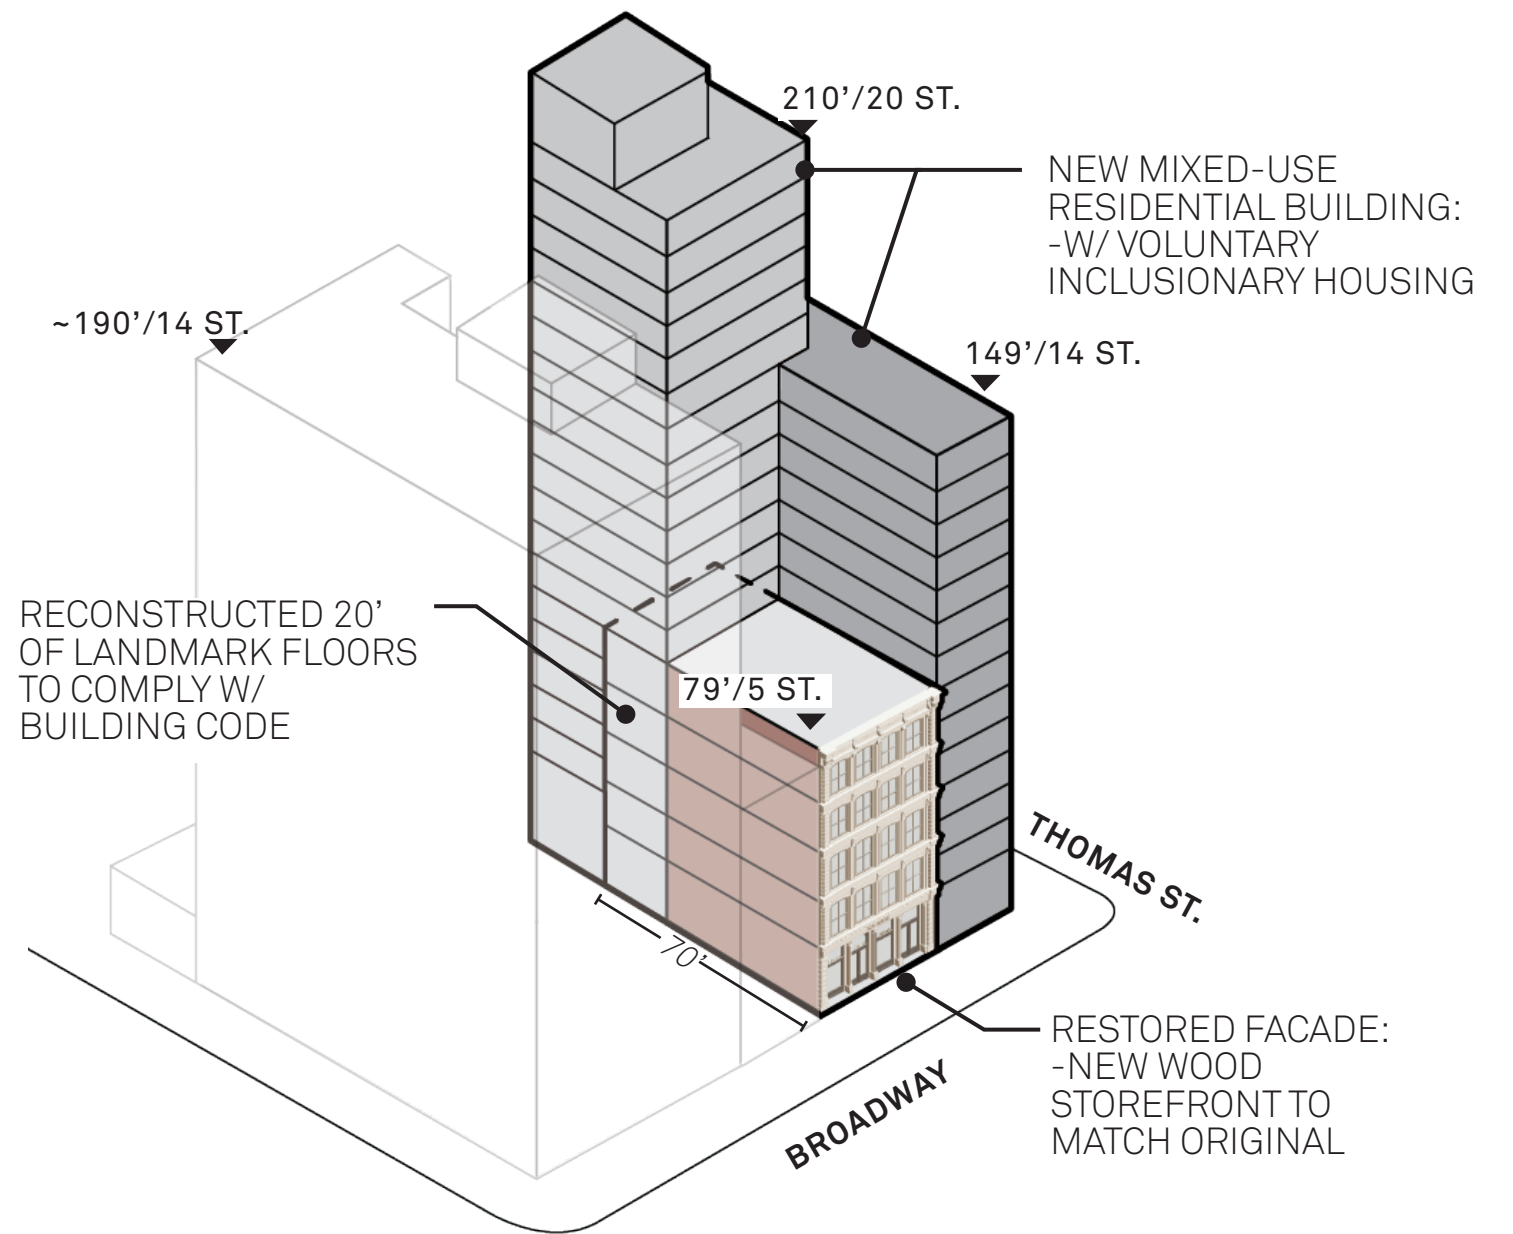 210’/20 ST.
NEW MIXED-USE
RESIDENTIAL BUILDING:
-W/ VOLUNTARY
INCLUSIONARY HOUSING
~190’/14 ST.
149’/14 ST.
RECONSTRUCTED 20’
OF LANDMARK FLOORS
TO COMPLY W/
BUILDING CODE
79’/5 ST.
THOMAS ST.
70’
RESTORED FACADE:
-NEW WOOD
STOREFRONT TO
MATCH ORIGINAL
BROADWAY